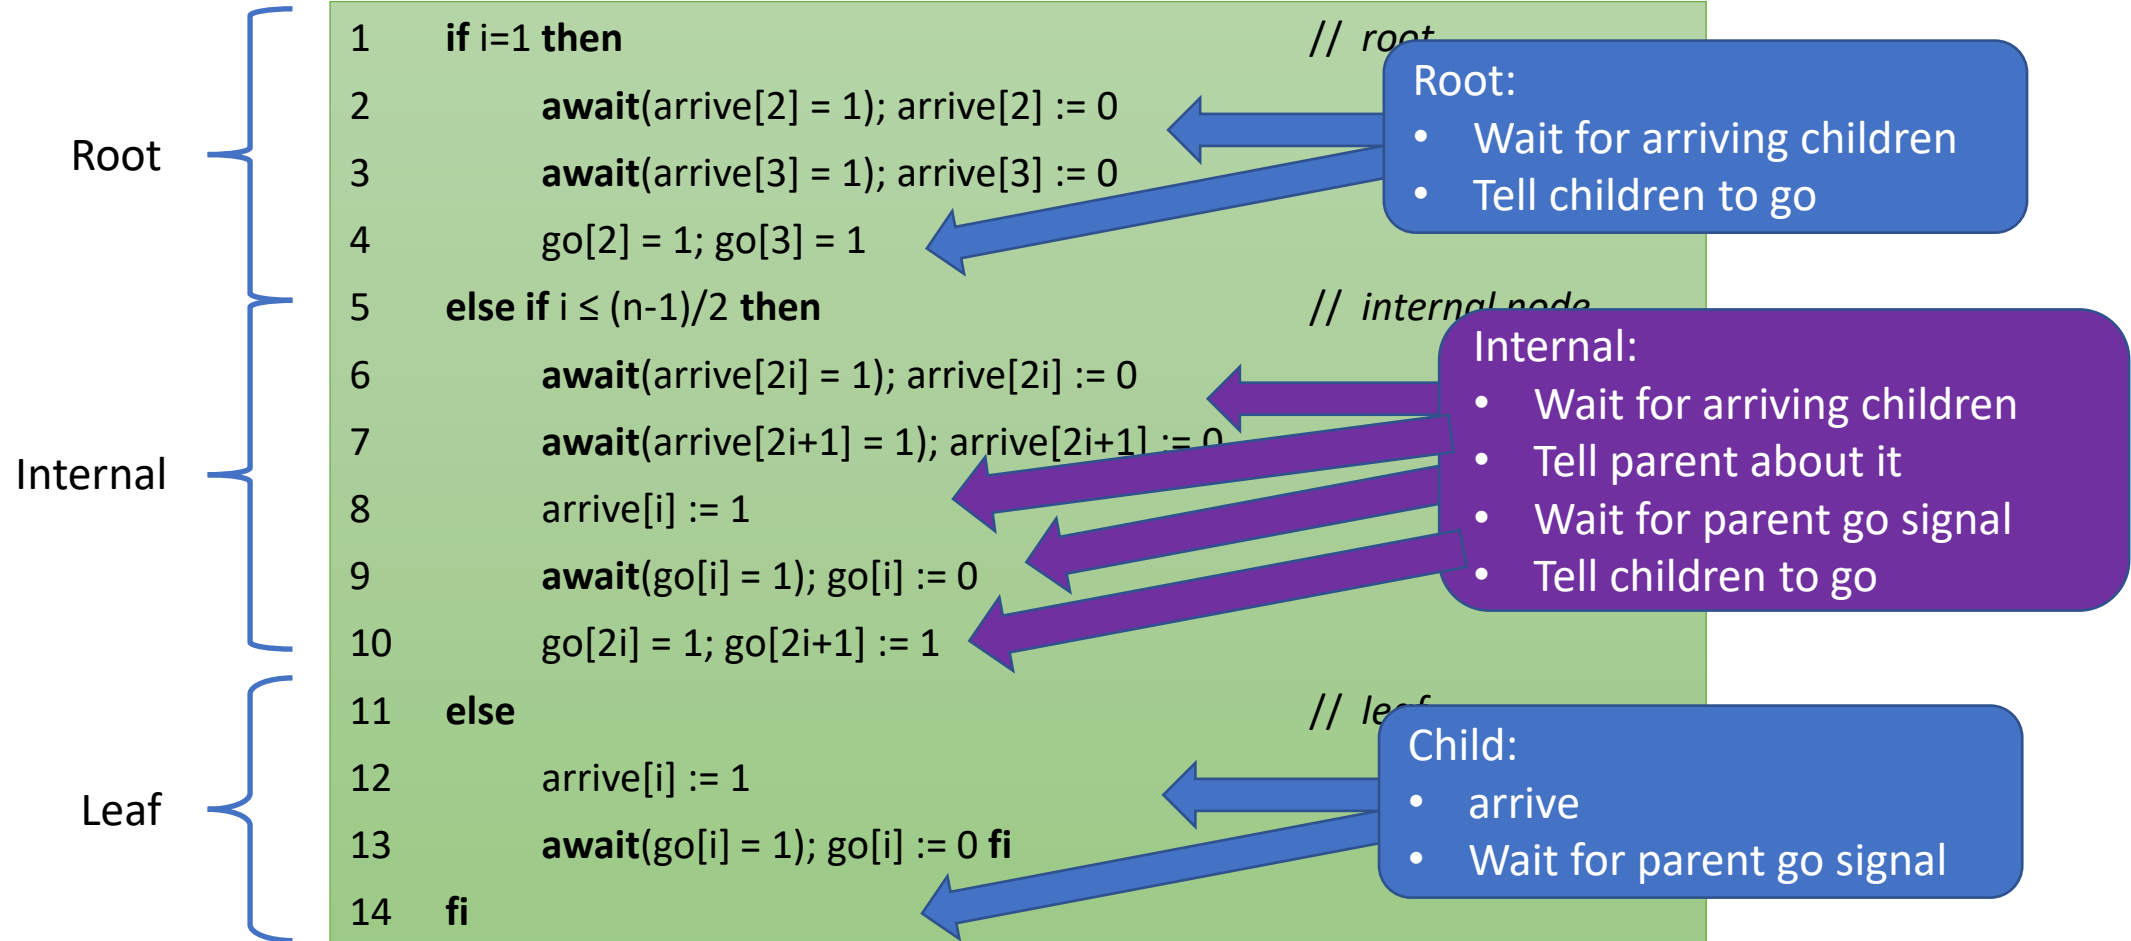 Root
Internal
Leaf
1 if i=1 then // root
2 await(arrive[2] = 1); arrive[2] := 0
3 await(arrive[3] = 1); arrive[3] := 0
4 go[2] = 1; go[3] = 1
5 else if i ≤ (n-1)/2 then // internal node
6 await(arrive[2i] = 1); arrive[2i] := 0
7 await(arrive[2i+1] = 1); arrive[2i+1] := 0
8 arrive[i] := 1
9 await(go[i] = 1); go[i] := 0
10 go[2i] = 1; go[2i+1] := 1
11 else // leaf
12 arrive[i] := 1
13 await(go[i] = 1); go[i] := 0 fi
14 fi
Root:
• Wait for arriving children
• Tell children to go
Internal:
• Wait for arriving children
• Tell parent about it
• Wait for parent go signal
• Tell children to go
Child:
• arrive
• Wait for parent go signal